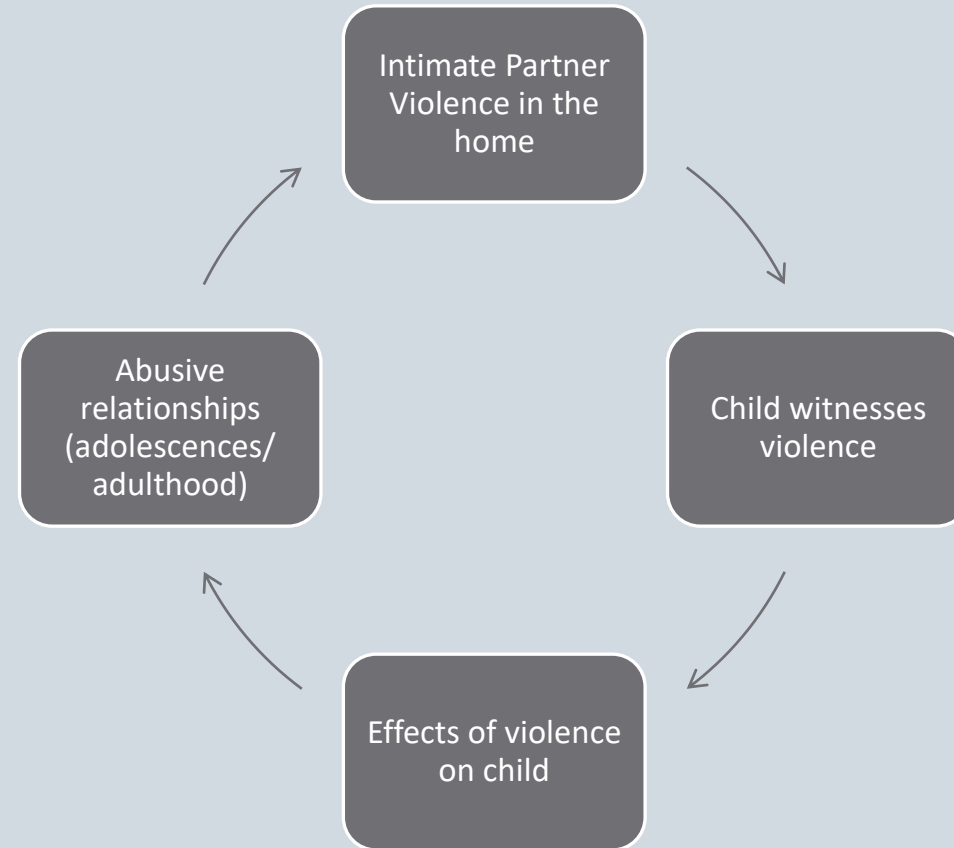 Intimate Partner
Violence in the
home
Child witnesses
violence
Effects of violence
on child
Abusive
relationships
(adolescences/
adulthood)